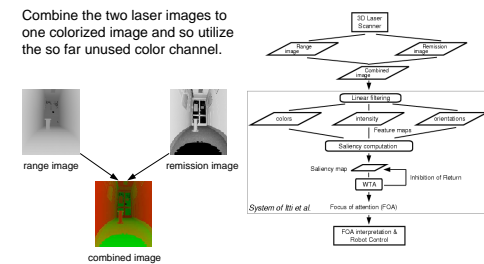 Combine the two laser images to
one colorized image and so utilize
the so far unused color channel.
range image
remission image
combined image
3D Laser
Scanner
Range
image
Remission
image
Combined
image
Linear filtering
colors
intensity
orientations
Feature maps
Saliency computation
Saliency map
Inhibition of Return
WTA
System of Itti et al.
Focus of attention (FOA)
FOA interpretation &
Robot Control